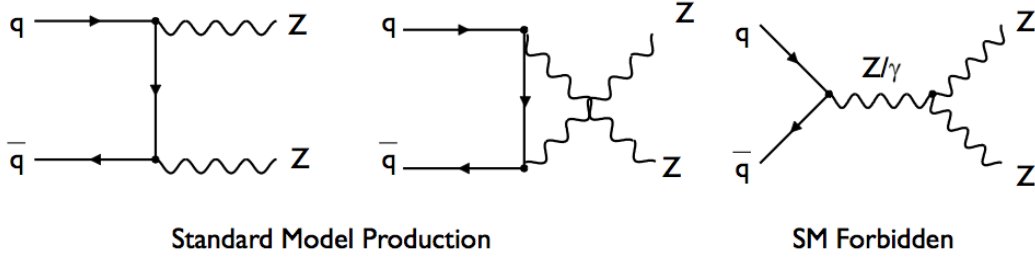 q Z q Z q Z
Z/γ
q̅ Z q̅ Z q̅ Z
Standard Model Production SM Forbidden